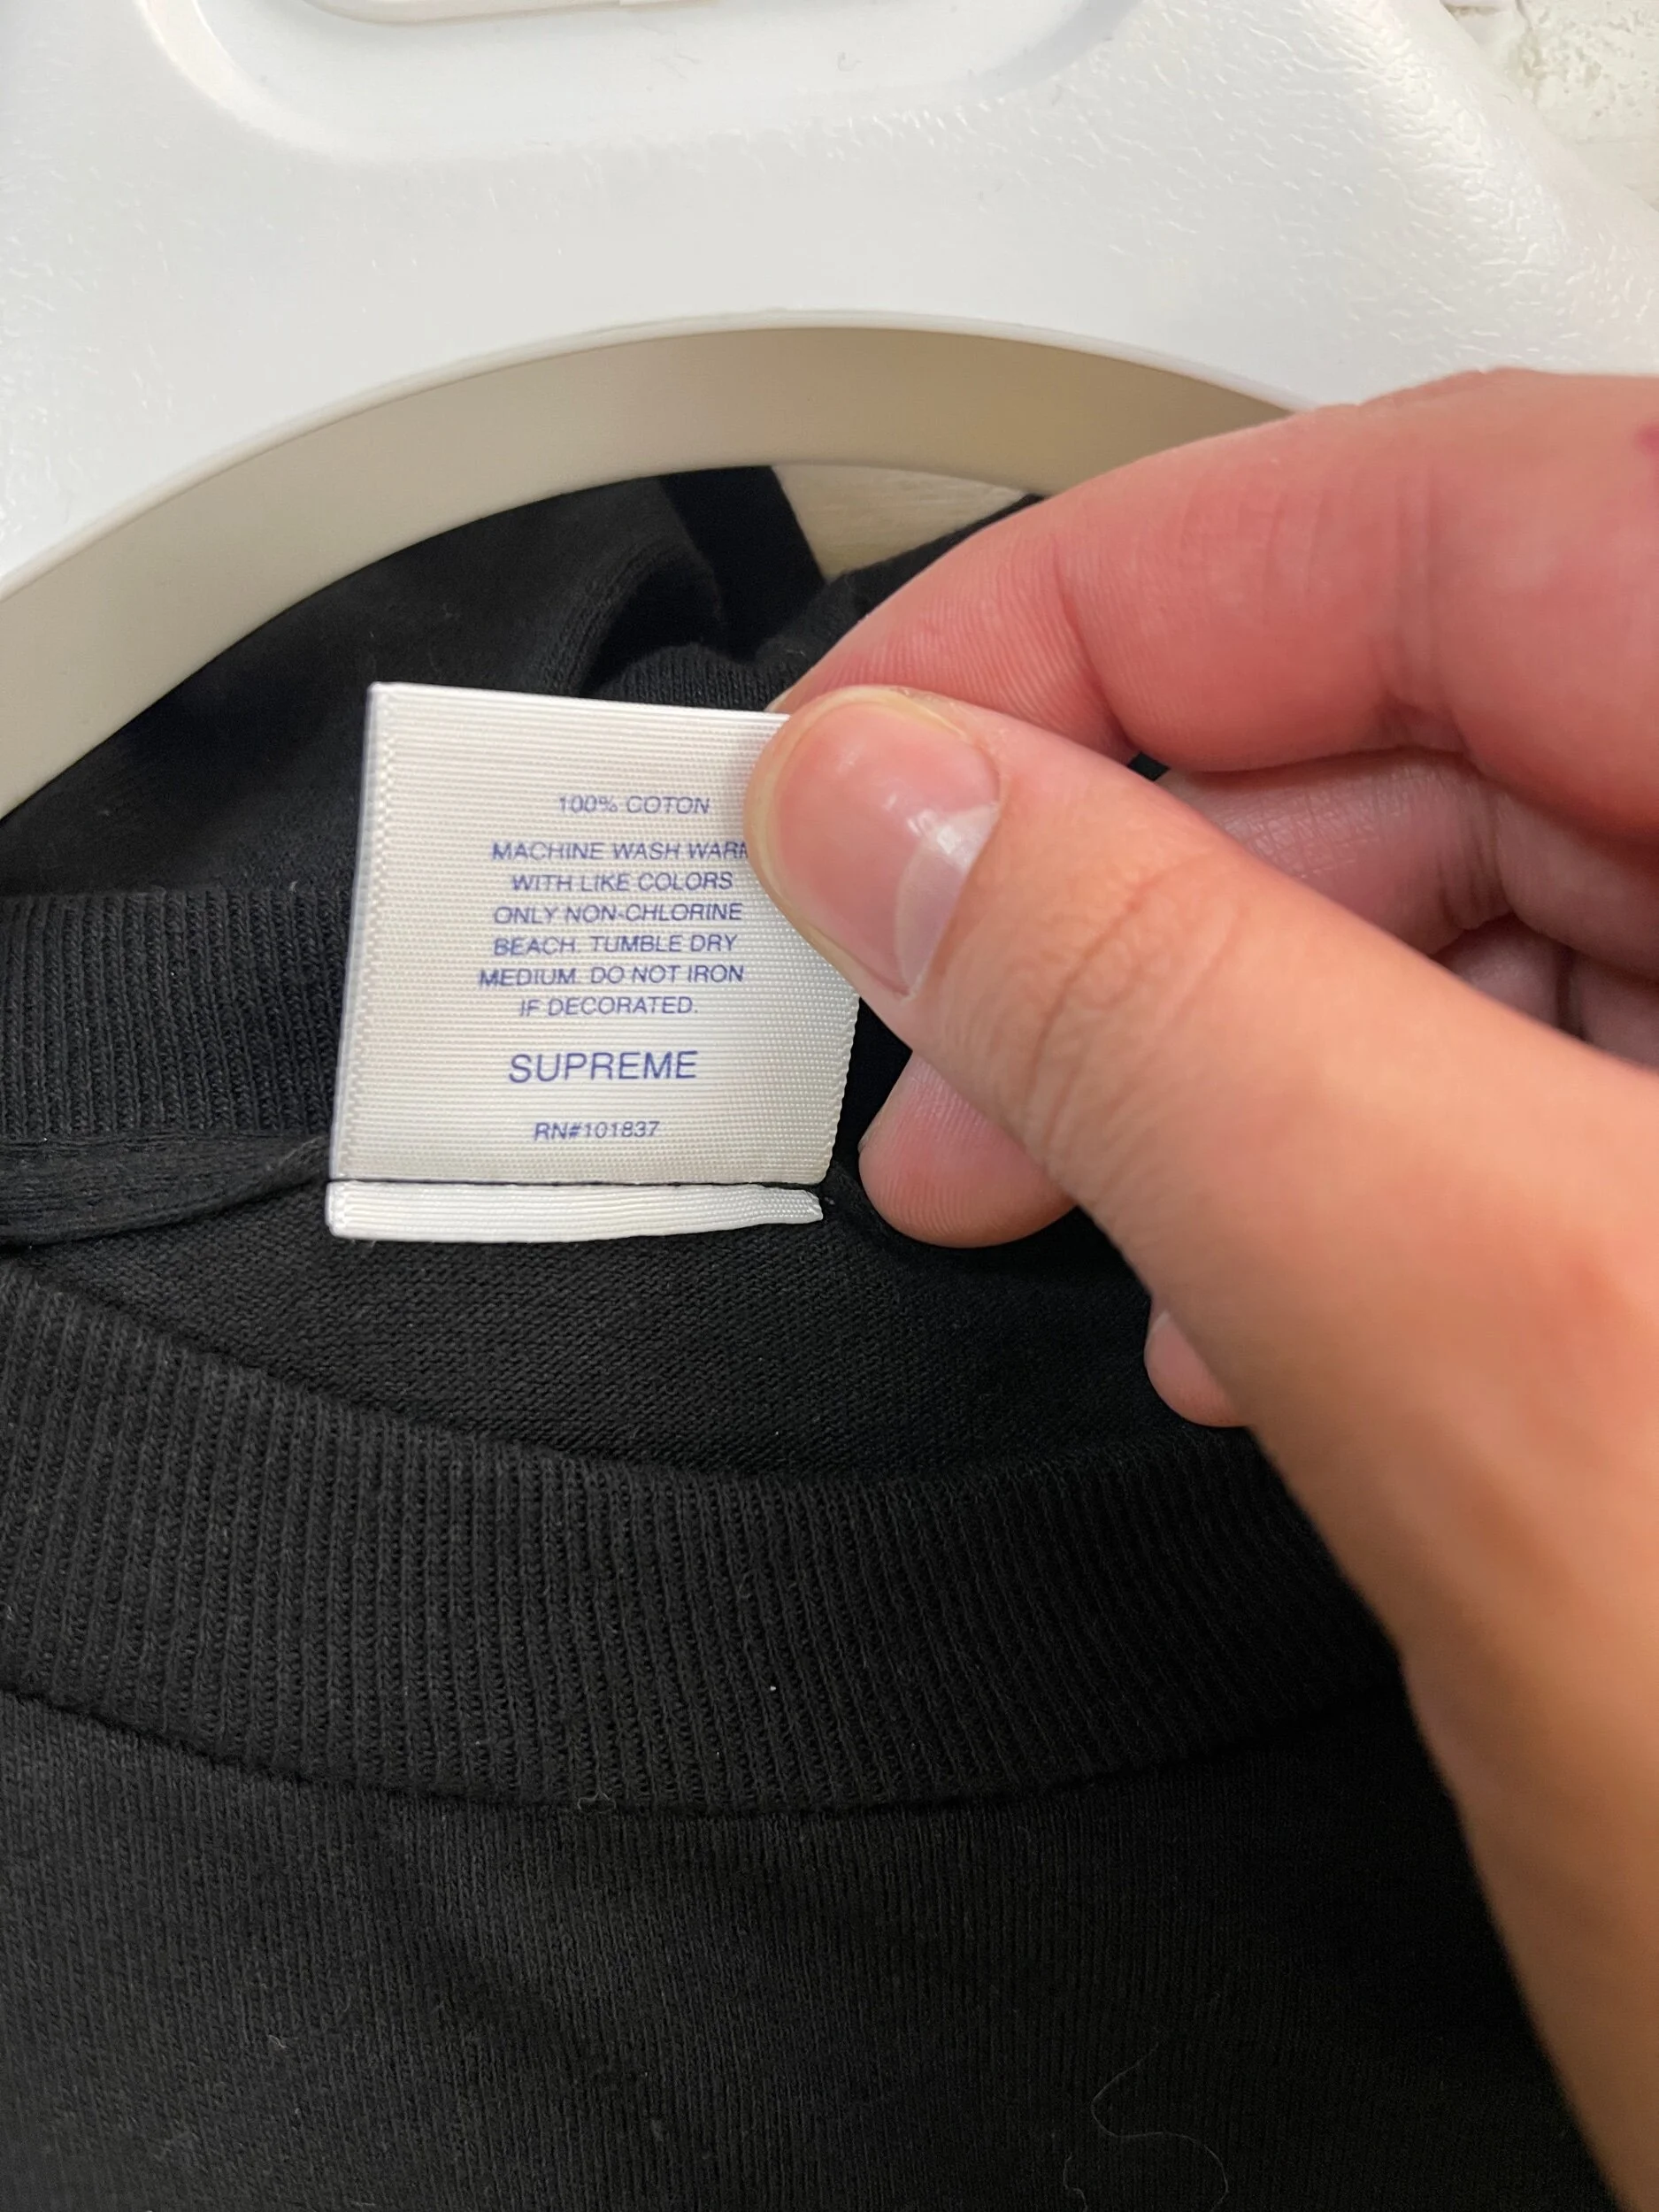 100% COTON
MACHINE WASH WARM
WITH LIKE COLORS
ONLY NON-CHLORINE
BEACH. TUMBLE DRY
MEDIUM. DO NOT IRON
IF DECORATED.
SUPREME
RN#101837